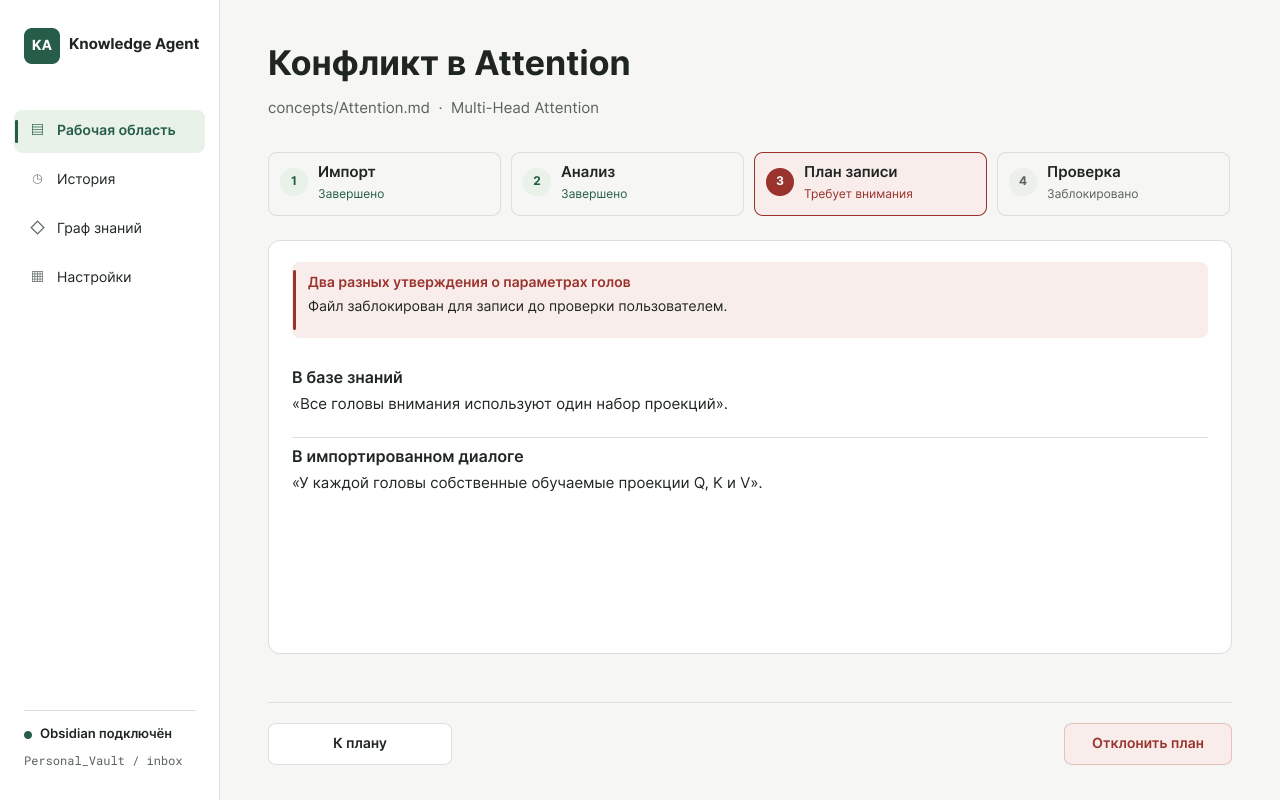 KA Knowledge Agent
Рабочая область
История
Граф знаний
Настройки
Obsidian подключён
Personal_Vault / inbox
Конфликт в Attention
concepts/Attention.md · Multi-Head Attention
1 Импорт
Завершено
2 Анализ
Завершено
3 План записи
Требует внимания
4 Проверка
Заблокировано
Два разных утверждения о параметрах голов
Файл заблокирован для записи до проверки пользователем.
В базе знаний
«Все головы внимания используют один набор проекций».
В импортированном диалоге
«У каждой головы собственные обучаемые проекции Q, K и V».
К плану
Отклонить план